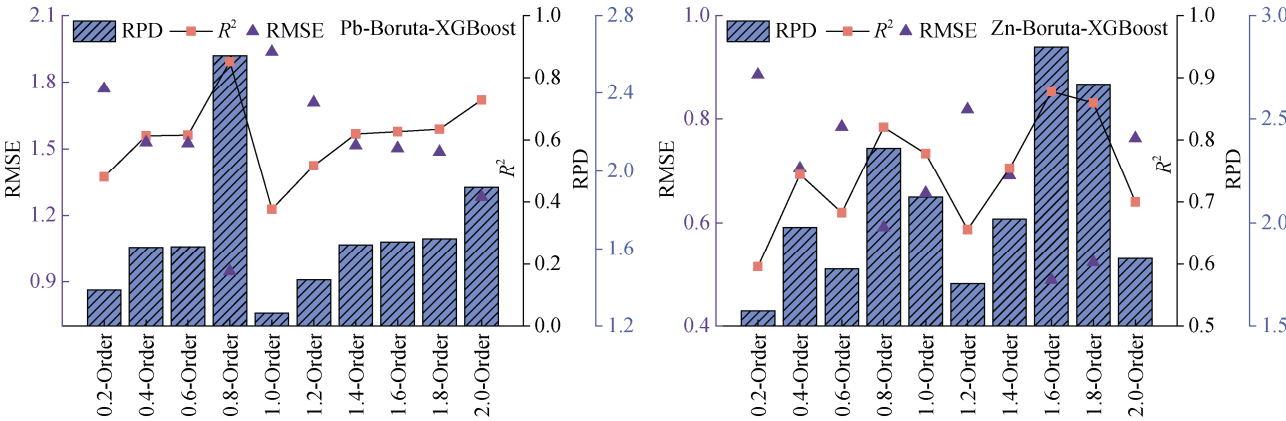 RPD R² RMSE Pb-Boruta-XGBoost
2.1
1.8
1.5
1.2
0.9
RMSE
1.0
0.8
0.6
0.4
0.2
0.0
R²
2.8
2.4
2.0
1.6
1.2
RPD
0.2-Order
0.4-Order
0.6-Order
0.8-Order
1.0-Order
1.2-Order
1.4-Order
1.6-Order
1.8-Order
2.0-Order
RPD R² RMSE Zn-Boruta-XGBoost
1.0
0.8
0.6
0.4
RMSE
1.0
0.9
0.8
0.7
0.6
0.5
R²
RPD
3.0
2.5
2.0
1.5
0.2-Order
0.4-Order
0.6-Order
0.8-Order
1.0-Order
1.2-Order
1.4-Order
1.6-Order
1.8-Order
2.0-Order